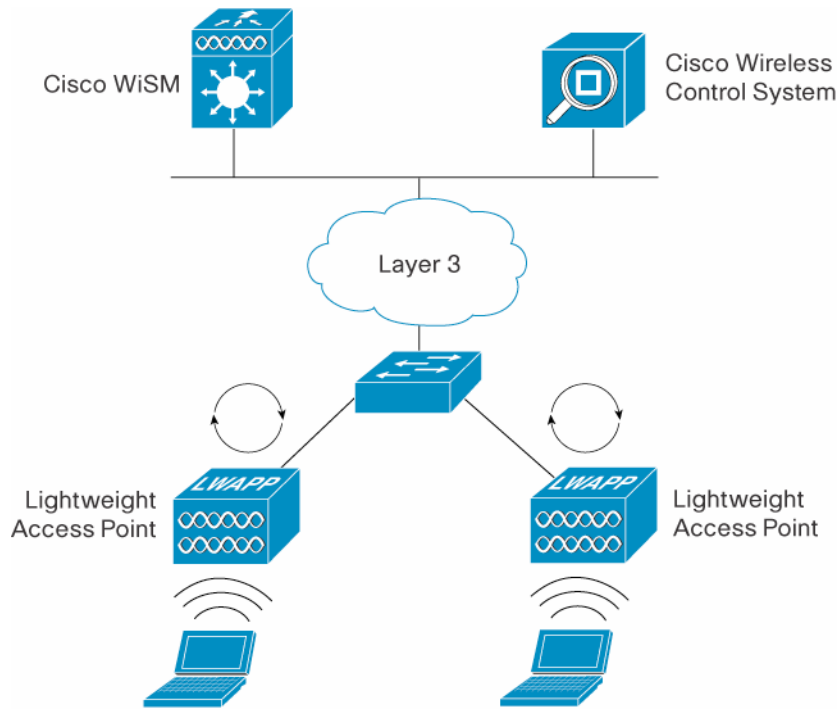 Cisco WiSM
Cisco Wireless
Control System
Layer 3
LWAPP
LWAPP
Lightweight
Access Point
Lightweight
Access Point